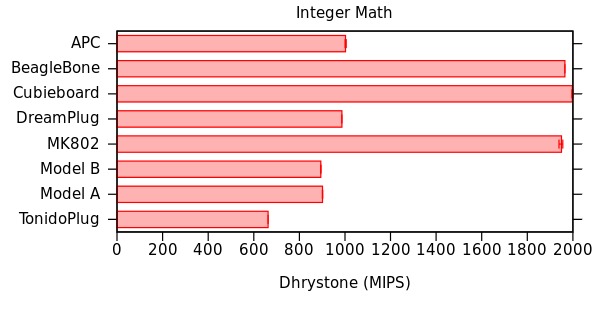 Integer Math
APC
BeagleBone
Cubieboard
DreamPlug
MK802
Model B
Model A
TonidoPlug
0 200 400 600 800 1000 1200 1400 1600 1800 2000
Dhrystone (MIPS)